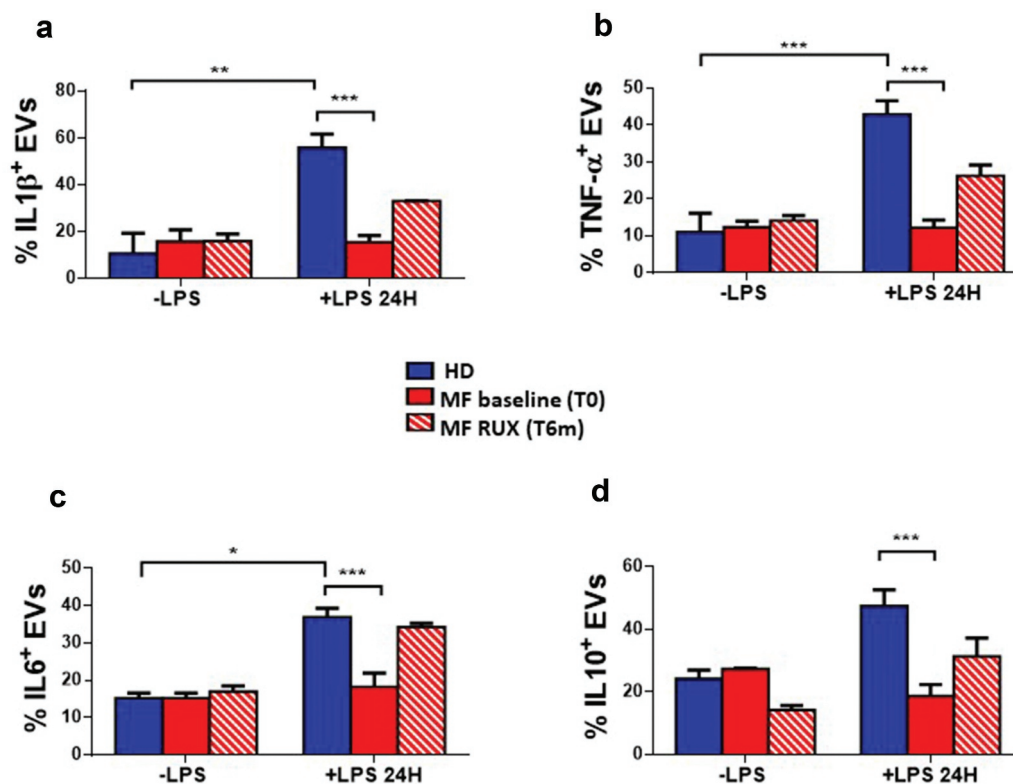 a
**
***
80
60
40
20
0
% IL1β+ EVs
-LPS
+LPS 24H
b
***
***
50
40
30
20
10
0
% TNF-α+ EVs
-LPS
+LPS 24H
HD
MF baseline (T0)
MF RUX (T6m)
c
*
***
50
40
30
20
10
0
% IL6+ EVs
-LPS
+LPS 24H
d
***
60
40
20
0
% IL10+ EVs
-LPS
+LPS 24H